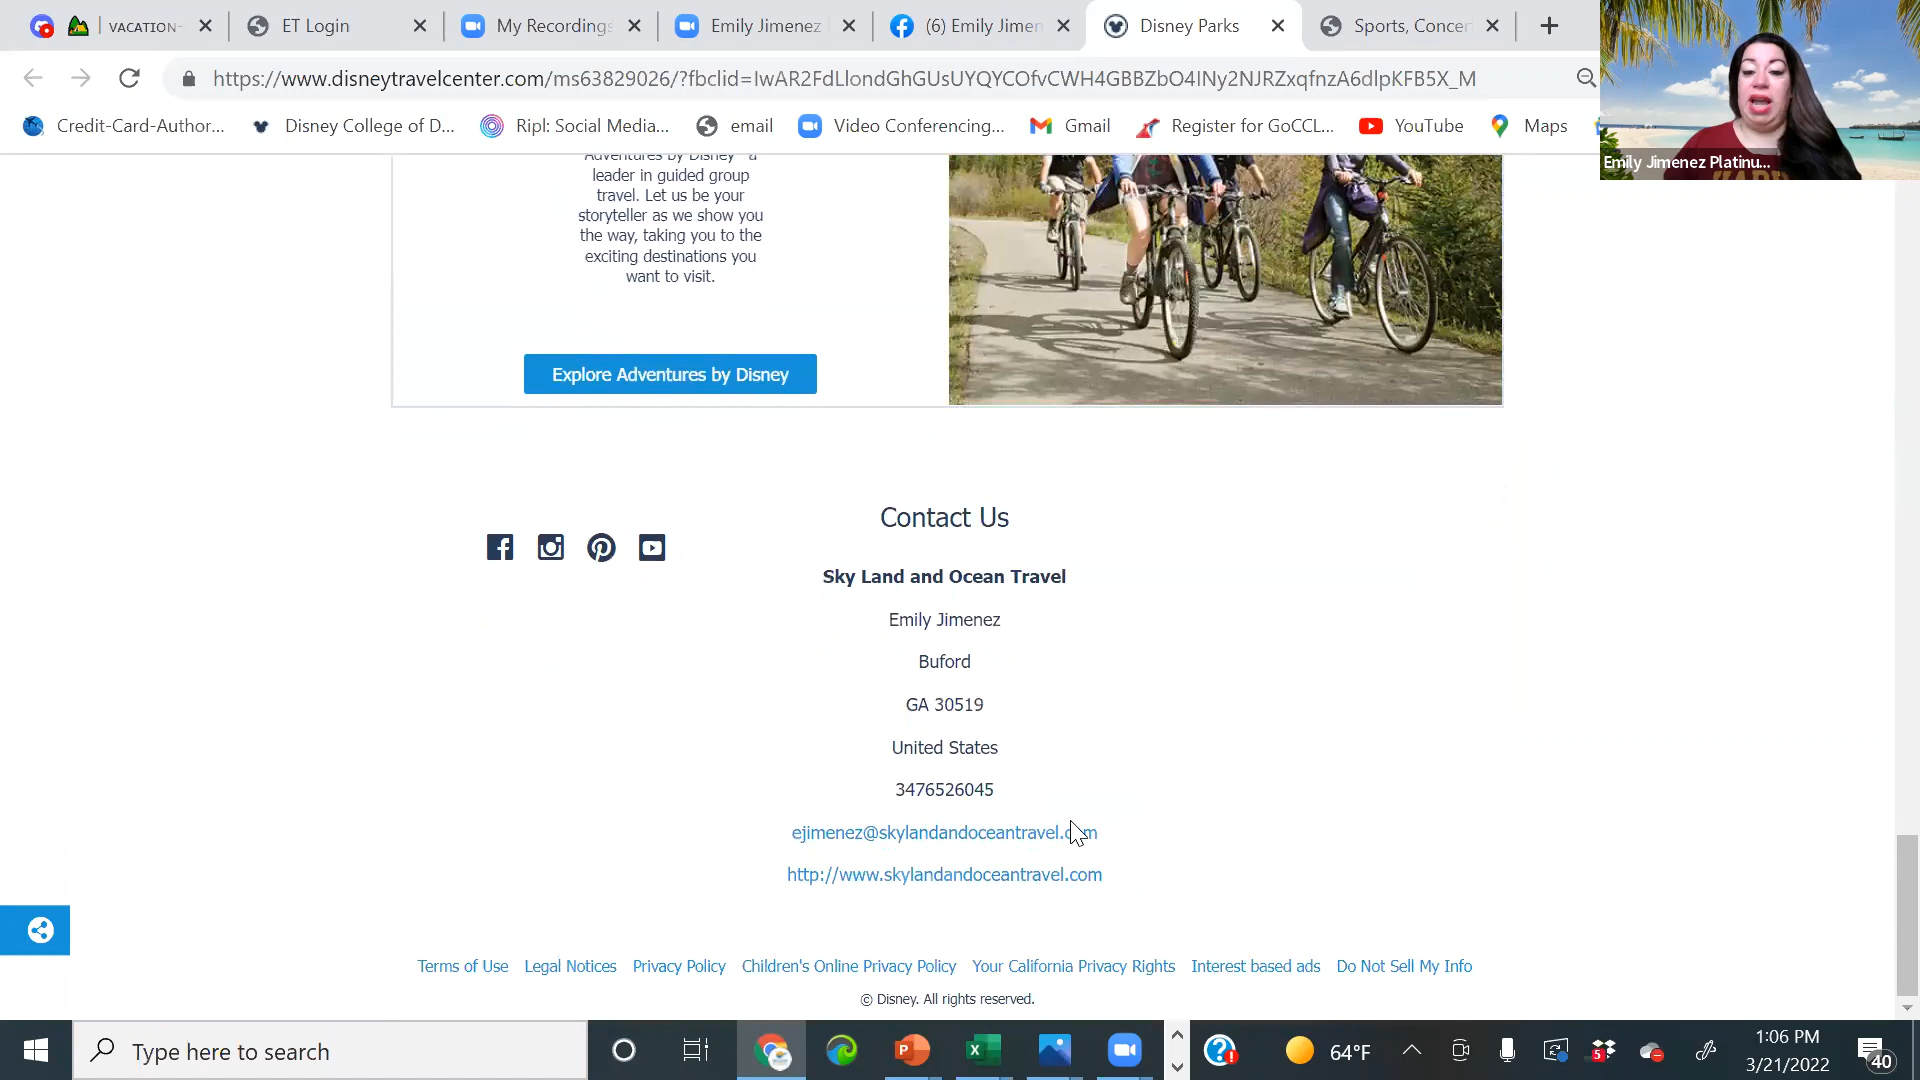 VACATION-
ET Login
My Recordings
Emily Jimenez
(6) Emily Jimen
Disney Parks
Sports, Concer
https://www.disneytravelcenter.com/ms63829026/?fbclid=IwAR2FdLlondGhGUsUYQYCOfvCWH4GBBZbO4INy2NJRZxqfnzA6dlpKFB5X_M
Credit-Card-Author...
Disney College of D...
Ripl: Social Media...
email
Video Conferencing...
Gmail
Register for GoCCL...
YouTube
Maps
Emily Jimenez Platinu...
Adventures by Disney - a
leader in guided group
travel. Let us be your
storyteller as we show you
the way, taking you to the
exciting destinations you
want to visit.
Explore Adventures by Disney
Contact Us
Sky Land and Ocean Travel
Emily Jimenez
Buford
GA 30519
United States
3476526045
ejimenez@skylandandoceantravel.com
http://www.skylandandoceantravel.com
Terms of Use Legal Notices Privacy Policy Children's Online Privacy Policy Your California Privacy Rights Interest based ads Do Not Sell My Info
© Disney. All rights reserved.
Type here to search
64°F
5
1:06 PM
3/21/2022
40